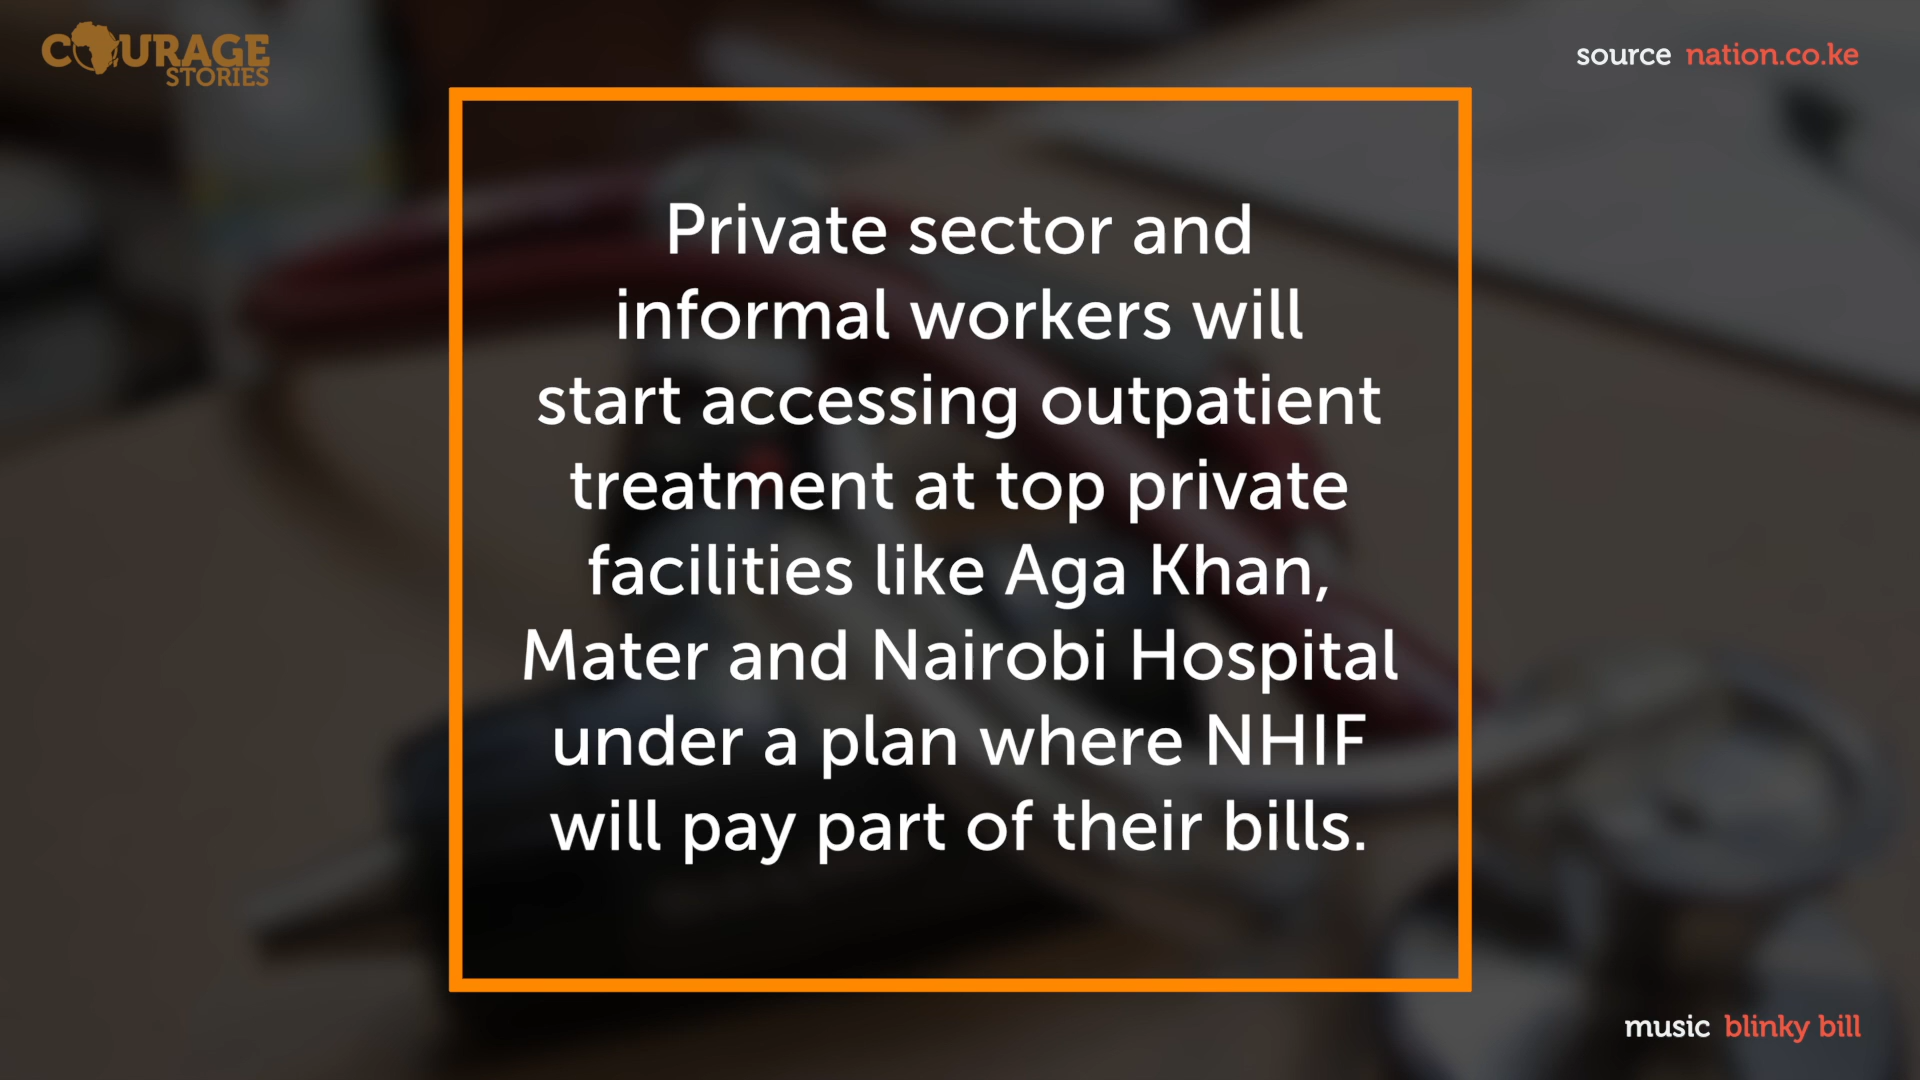 COURAGE
STORIES
source nation.co.ke
Private sector and
informal workers will
start accessing outpatient
treatment at top private
facilities like Aga Khan,
Mater and Nairobi Hospital
under a plan where NHIF
will pay part of their bills.
music blinky bill